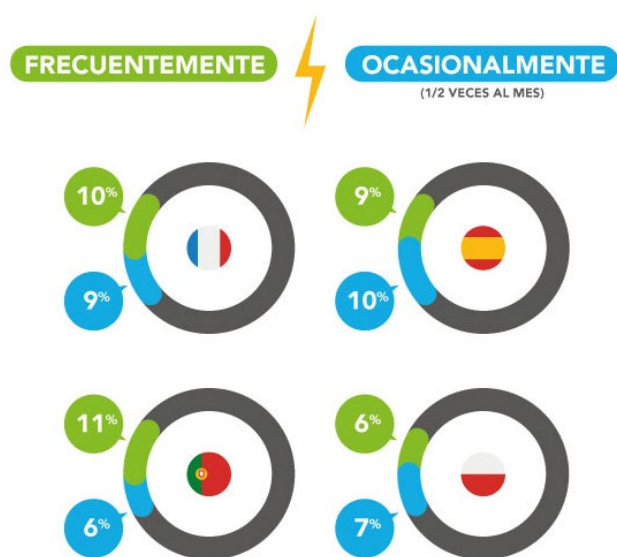 FRECUENTEMENTE
OCASIONALMENTE
(1/2 VECES AL MES)
10%
9%
9%
10%
11%
6%
6%
7%